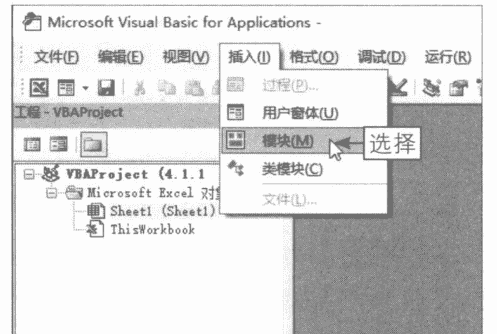 Microsoft Visual Basic for Applications -
文件(F) 编辑(E) 视图(V) 插入(I) 格式(O) 调试(D) 运行(R)
过程(P)...
工程 - VBAProject
用户窗体(U)
模块(M) 选择
类模块(C)
VBAProject (4.1.1
Microsoft Excel 对
文件(L)...
Sheet1 (Sheet1)
ThisWorkbook